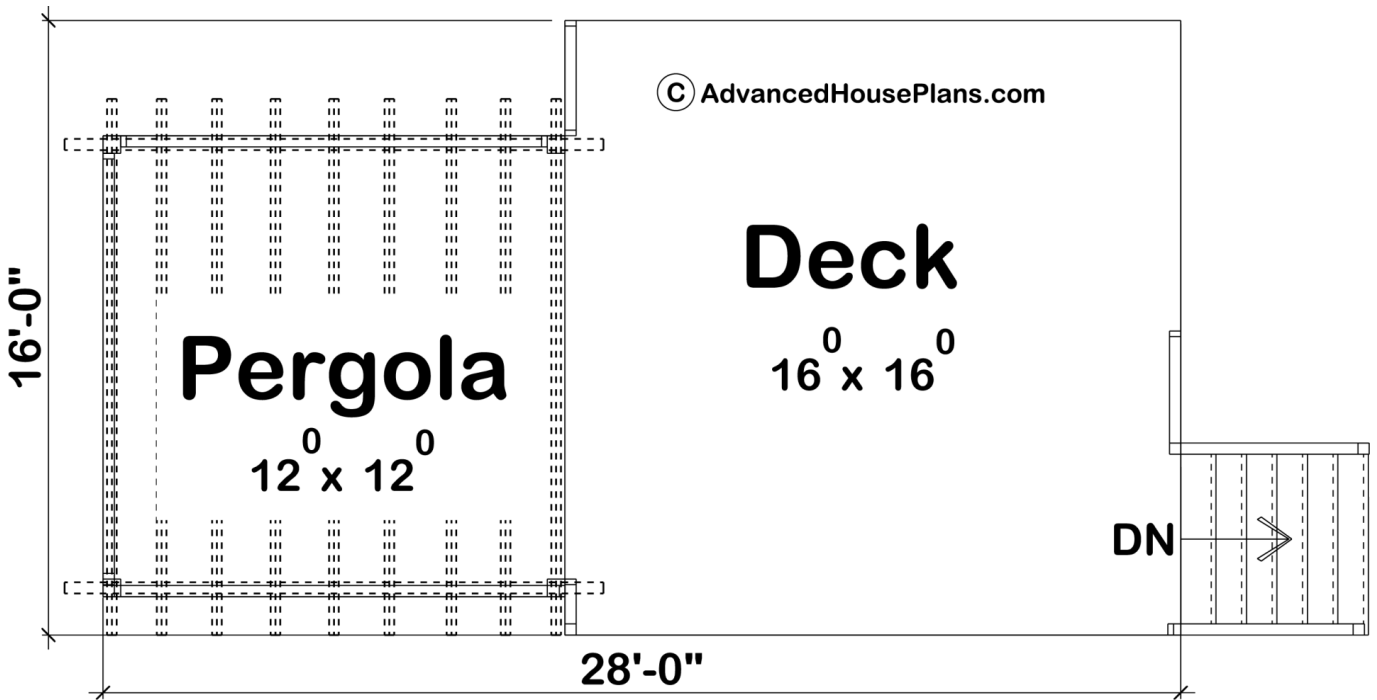 © AdvancedHousePlans.com
Deck
16⁰ x 16⁰
16'-0"
Pergola
12⁰ x 12⁰
DN
28'-0"